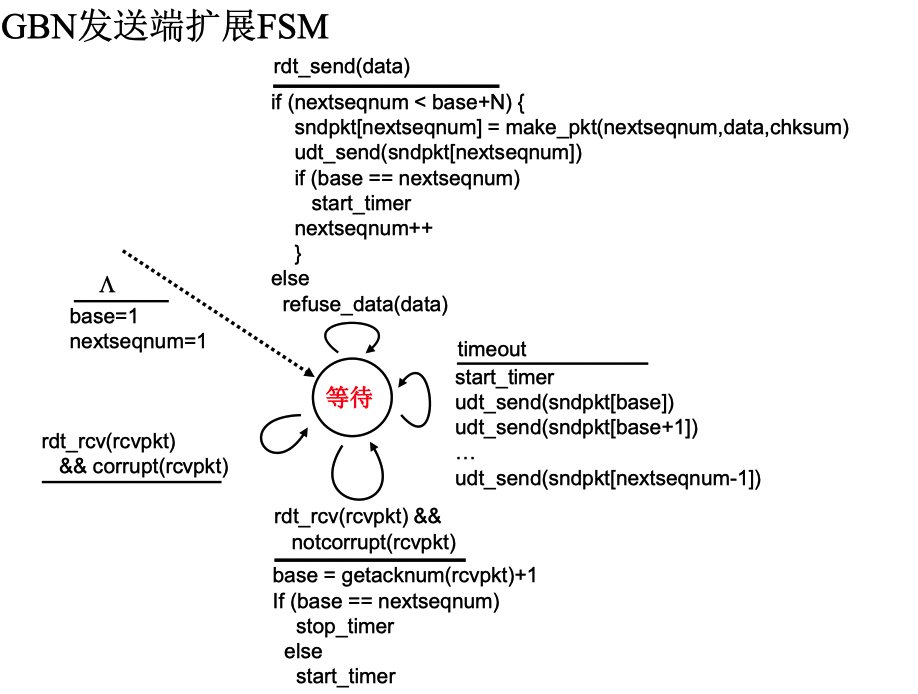 GBN发送端扩展FSM
rdt_send(data)
if (nextseqnum < base+N) {
sndpkt[nextseqnum] = make_pkt(nextseqnum,data,chksum)
udt_send(sndpkt[nextseqnum])
if (base == nextseqnum)
start_timer
nextseqnum++
}
else
refuse_data(data)
Λ
base=1
nextseqnum=1
等待
timeout
start_timer
udt_send(sndpkt[base])
udt_send(sndpkt[base+1])
…
udt_send(sndpkt[nextseqnum-1])
rdt_rcv(rcvpkt)
&& corrupt(rcvpkt)
rdt_rcv(rcvpkt) &&
notcorrupt(rcvpkt)
base = getacknum(rcvpkt)+1
If (base == nextseqnum)
stop_timer
else
start_timer